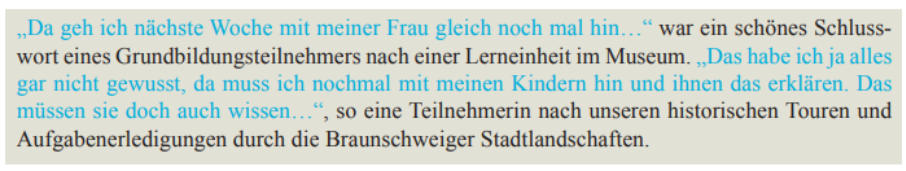 „Da geh ich nächste Woche mit meiner Frau gleich noch mal hin…“ war ein schönes Schluss-
wort eines Grundbildungsteilnehmers nach einer Lerneinheit im Museum. „Das habe ich ja alles
gar nicht gewusst, da muss ich nochmal mit meinen Kindern hin und ihnen das erklären. Das
müssen sie doch auch wissen…“, so eine Teilnehmerin nach unseren historischen Touren und
Aufgabenerledigungen durch die Braunschweiger Stadtlandschaften.